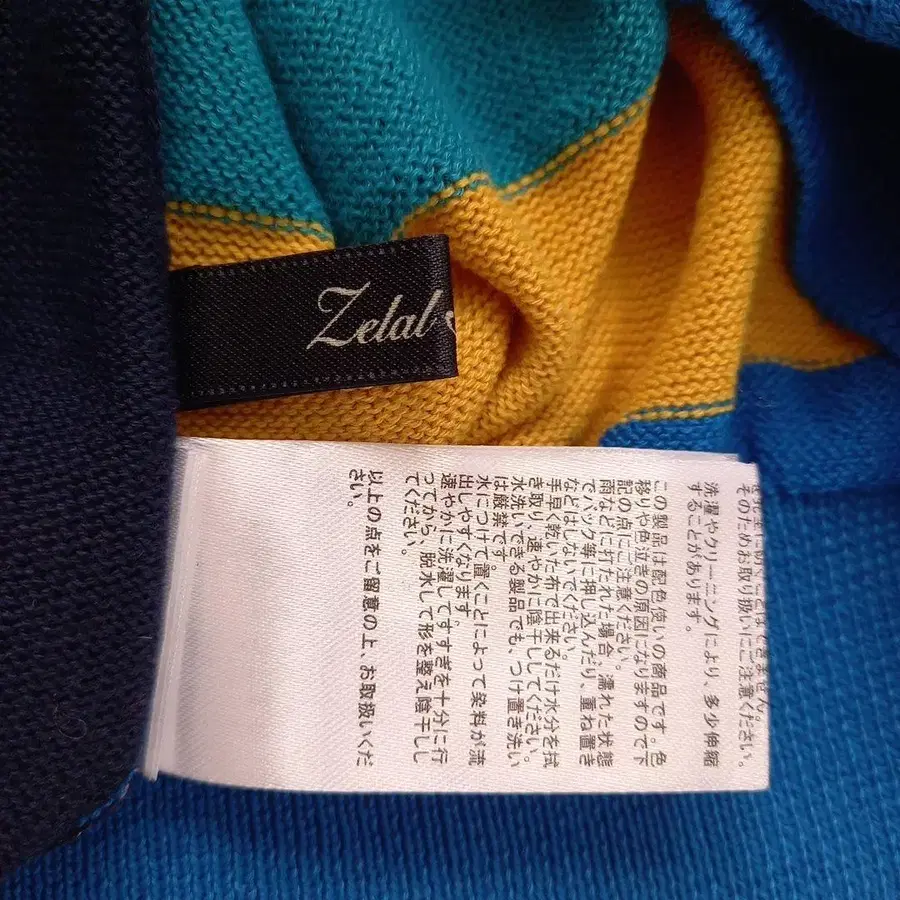 Zelal
そのためお取り扱いにご注意ください。
洗濯やクリーニングにより、多少伸縮
することがあります。
この製品は配色使いの商品です。色
移りや色泣きの原因になりますので下
記の点にご注意ください。
雨などに打たれた場合、濡れた状態
でバック等に押し込んだり、重ね置き
などはしないでください。
手早く乾いた布で出来るだけ水分を拭
き取り、速やかに陰干ししてください。
水洗いできる製品でも、つけ置き洗い
は厳禁です。
水につけて置くことによって染料が流
出しやすくなります。
速やかに洗濯してすすぎを十分に行
ってから、脱水して形を整え陰干しし
てください。
以上の点をご留意の上、お取扱いくだ
さい。